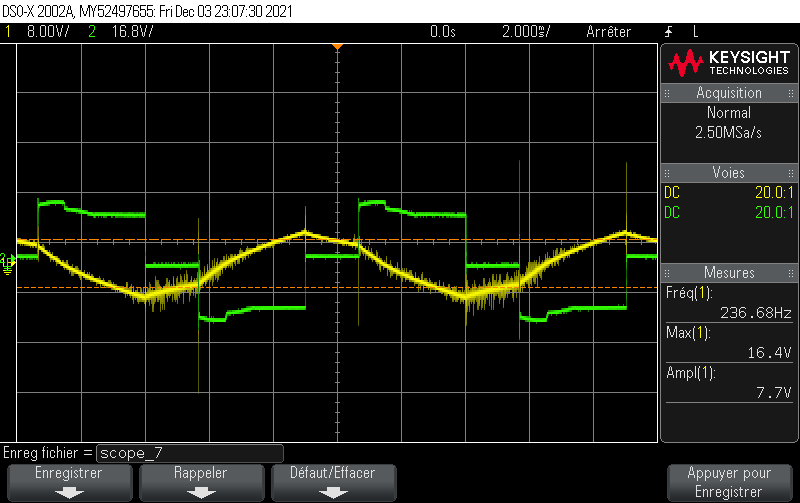 DSO-X 2002A, MY52497655: Fri Dec 03 23:07:30 2021
1 8.00V/ 2 16.8V/ 0.0s 2.000ms/ Arrêter L
KEYSIGHT
TECHNOLOGIES
Acquisition
Normal
2.50MSa/s
Voies
DC 20.0:1
DC 20.0:1
Mesures
Fréq(1):
236.68Hz
Max(1):
16.4V
Ampl(1):
7.7V
Enreg fichier = scope_7
Enregistrer
Rappeler
Défaut/Effacer
Appuyer pour
Enregistrer